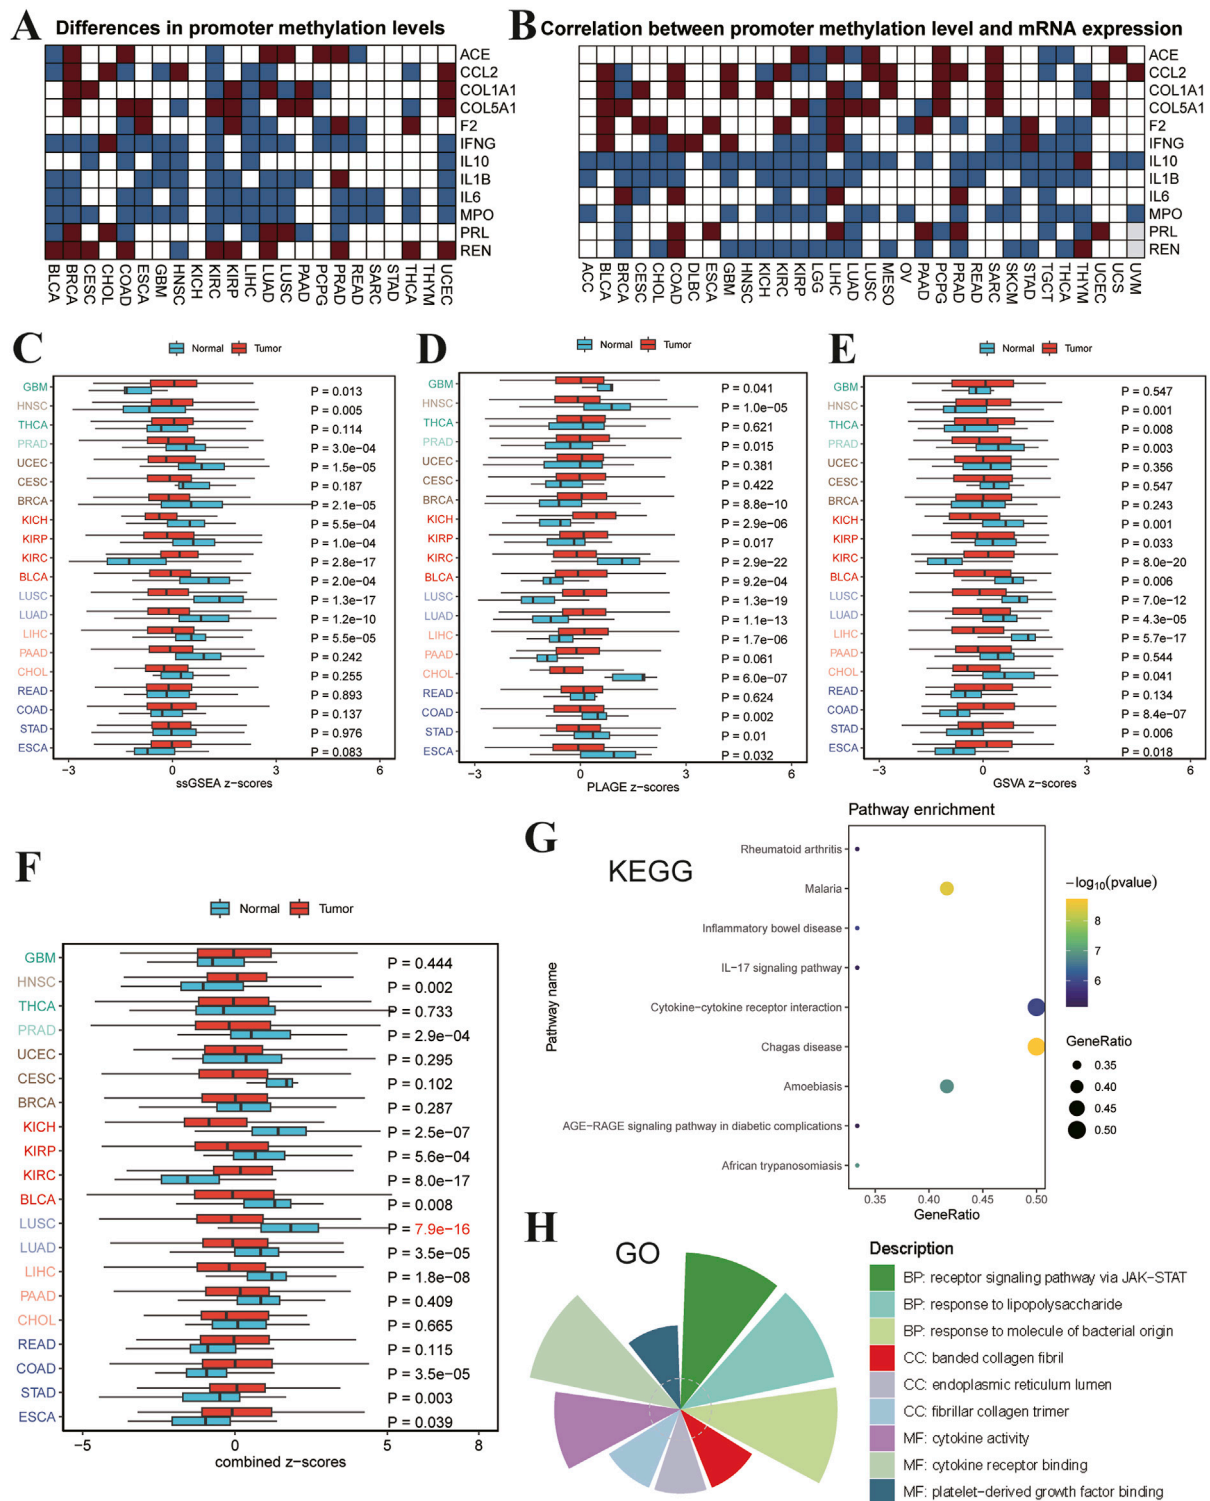 A Differences in promoter methylation levels
ACE
CCL2
COL1A1
COL5A1
F2
IFNG
IL10
IL1B
IL6
MPO
PRL
REN
BLCA
BRCA
CESC
CHOL
COAD
ESCA
GBM
HNSC
KICH
KIRC
KIRP
LIHC
LUAD
LUSC
PAAD
PCPG
PRAD
READ
SARC
STAD
THCA
THYM
UCEC
B Correlation between promoter methylation level and mRNA expression
ACE
CCL2
COL1A1
COL5A1
F2
IFNG
IL10
IL1B
IL6
MPO
PRL
REN
ACC
BLCA
BRCA
CESC
CHOL
COAD
DLBC
ESCA
GBM
HNSC
KICH
KIRC
KIRP
LGG
LIHC
LUAD
LUSC
MESO
OV
PAAD
PCPG
PRAD
READ
SARC
SKCM
STAD
TGCT
THCA
THYM
UCEC
UCS
UVM
C
Normal Tumor
GBM P = 0.013
HNSC P = 0.005
THCA P = 0.114
PRAD P = 3.0e−04
UCEC P = 1.5e−05
CESC P = 0.187
BRCA P = 2.1e−05
KICH P = 5.5e−04
KIRP P = 1.0e−04
KIRC P = 2.8e−17
BLCA P = 2.0e−04
LUSC P = 1.3e−17
LUAD P = 1.2e−10
LIHC P = 5.5e−05
PAAD P = 0.242
CHOL P = 0.255
READ P = 0.893
COAD P = 0.137
STAD P = 0.976
ESCA P = 0.083
−3 0 3 6
ssGSEA z−scores
D
Normal Tumor
GBM P = 0.041
HNSC P = 1.0e−05
THCA P = 0.621
PRAD P = 0.015
UCEC P = 0.381
CESC P = 0.422
BRCA P = 8.8e−10
KICH P = 2.9e−06
KIRP P = 0.017
KIRC P = 2.9e−22
BLCA P = 9.2e−04
LUSC P = 1.3e−19
LUAD P = 1.1e−13
LIHC P = 1.7e−06
PAAD P = 0.061
CHOL P = 6.0e−07
READ P = 0.624
COAD P = 0.002
STAD P = 0.01
ESCA P = 0.032
−3 0 3 6
PLAGE z−scores
E
Normal Tumor
GBM P = 0.547
HNSC P = 0.001
THCA P = 0.008
PRAD P = 0.003
UCEC P = 0.356
CESC P = 0.547
BRCA P = 0.243
KICH P = 0.001
KIRP P = 0.033
KIRC P = 8.0e−20
BLCA P = 0.006
LUSC P = 7.0e−12
LUAD P = 4.3e−05
LIHC P = 5.7e−17
PAAD P = 0.544
CHOL P = 0.041
READ P = 0.134
COAD P = 8.4e−07
STAD P = 0.006
ESCA P = 0.018
−3 0 3 6
GSVA z−scores
F
Normal Tumor
GBM P = 0.444
HNSC P = 0.002
THCA P = 0.733
PRAD P = 2.9e−04
UCEC P = 0.295
CESC P = 0.102
BRCA P = 0.287
KICH P = 2.5e−07
KIRP P = 5.6e−04
KIRC P = 8.0e−17
BLCA P = 0.008
LUSC P = 7.9e−16
LUAD P = 3.5e−05
LIHC P = 1.8e−08
PAAD P = 0.409
CHOL P = 0.665
READ P = 0.115
COAD P = 3.5e−05
STAD P = 0.003
ESCA P = 0.039
−5 0 5 8
combined z−scores
G
KEGG
Pathway enrichment
Pathway name
Rheumatoid arthritis
Malaria
Inflammatory bowel disease
IL−17 signaling pathway
Cytokine−cytokine receptor interaction
Chagas disease
Amoebiasis
AGE−RAGE signaling pathway in diabetic complications
African trypanosomiasis
0.35 0.40 0.45 0.50
GeneRatio
−log10(pvalue)
8
7
6
GeneRatio
0.35
0.40
0.45
0.50
H
GO
Description
BP: receptor signaling pathway via JAK−STAT
BP: response to lipopolysaccharide
BP: response to molecule of bacterial origin
CC: banded collagen fibril
CC: endoplasmic reticulum lumen
CC: fibrillar collagen trimer
MF: cytokine activity
MF: cytokine receptor binding
MF: platelet−derived growth factor binding